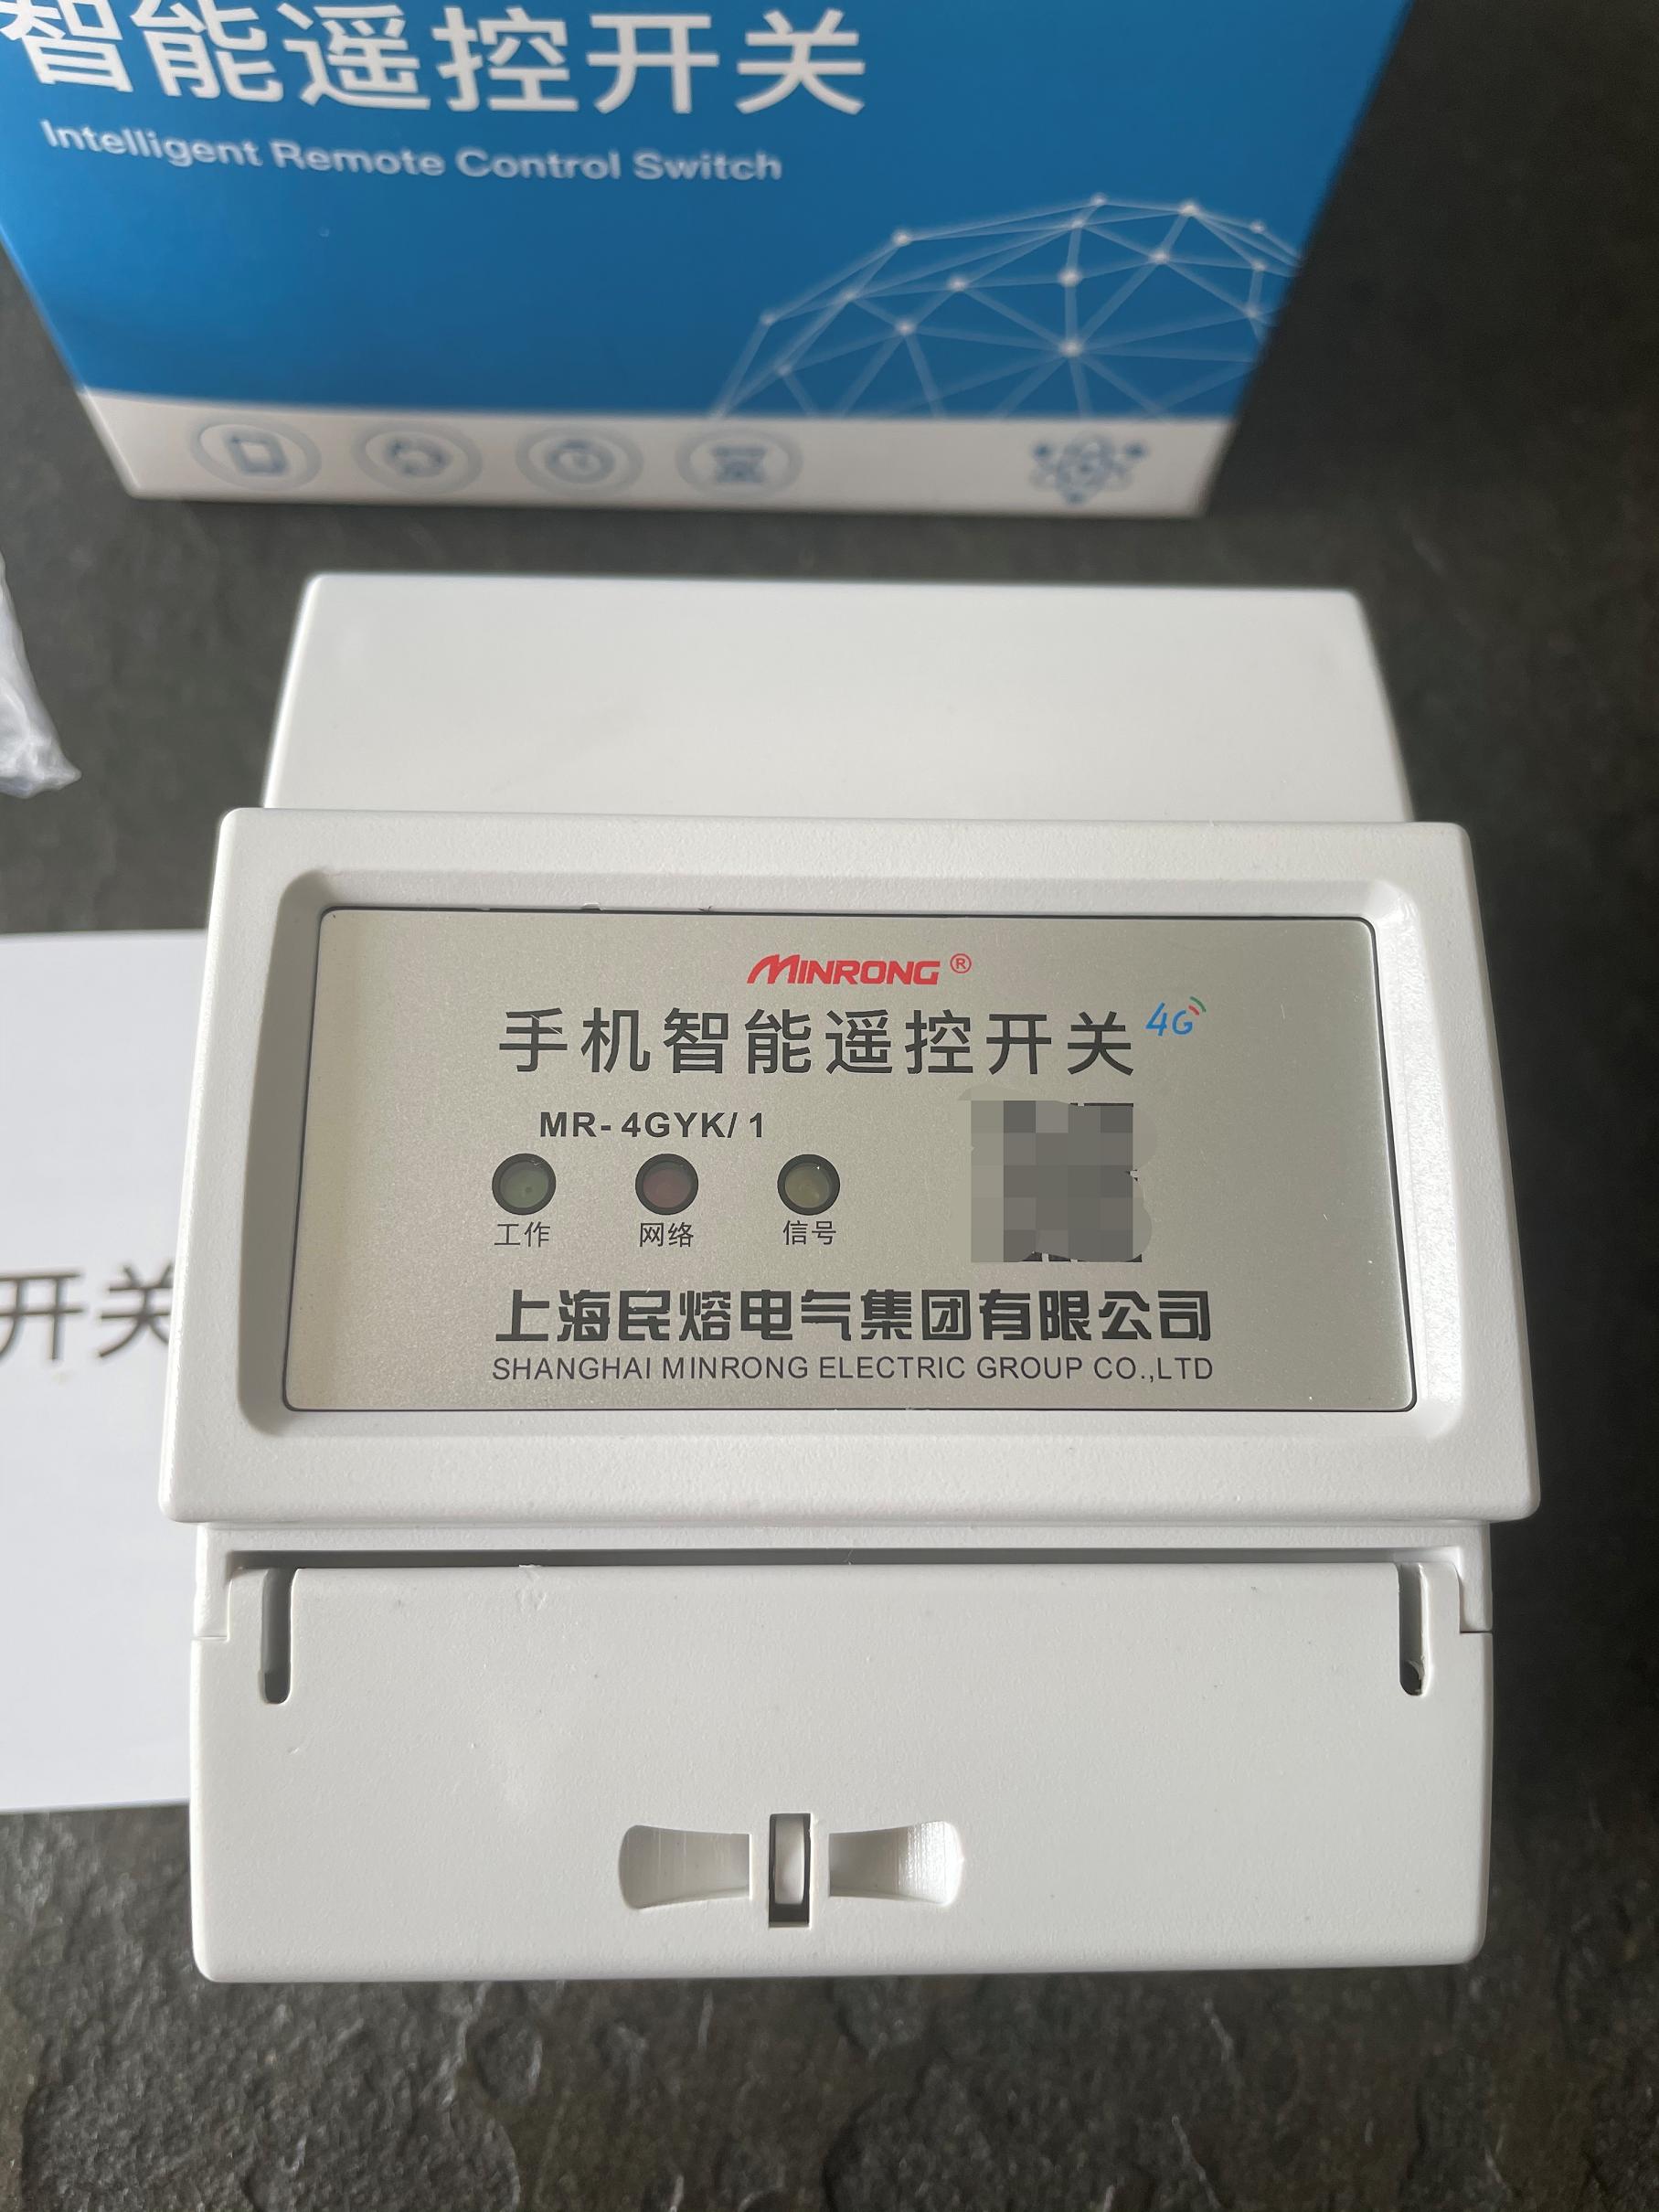 智能遥控开关
Intelligent Remote Control Switch
MINRONG®
手机智能遥控开关 4G
MR-4GYK/1
工作 网络 信号
开关
上海民熔电气集团有限公司
SHANGHAI MINRONG ELECTRIC GROUP CO.,LTD